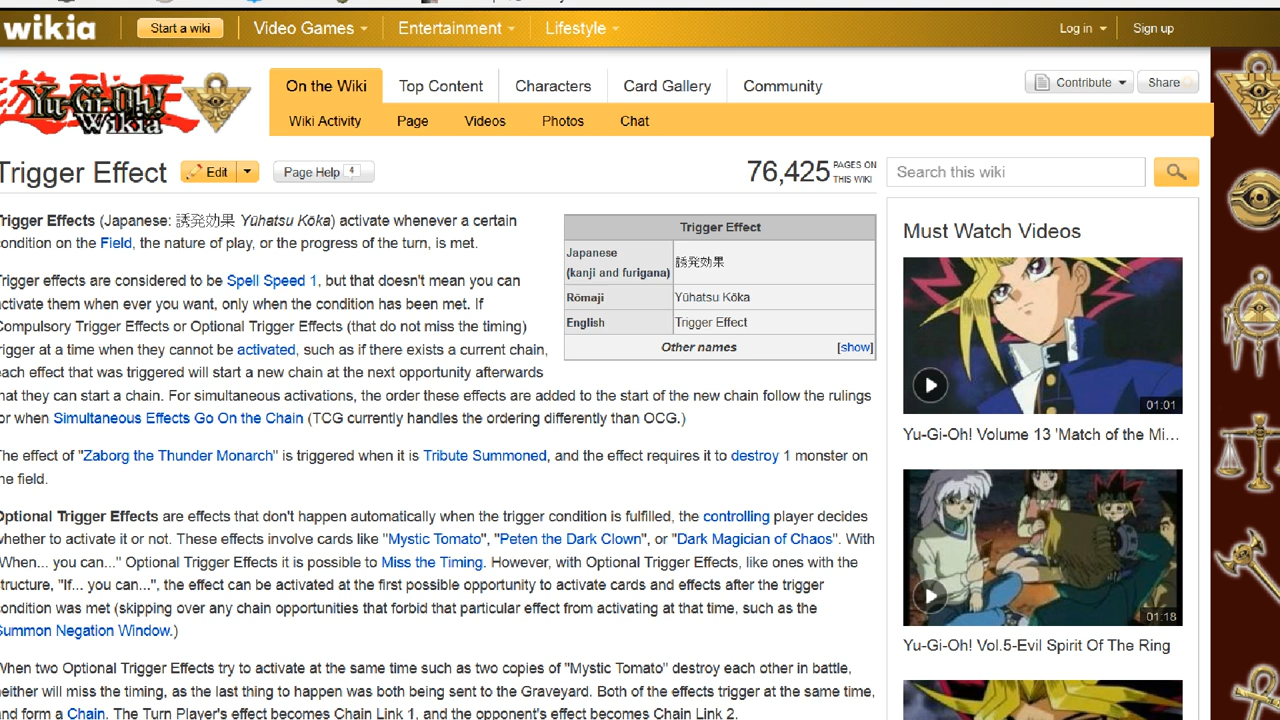 wikia
Start a wiki
Video Games
Entertainment
Lifestyle
Log in
Sign up
Yu-Gi-Oh!
Wikia
On the Wiki
Top Content
Characters
Card Gallery
Community
Contribute
Share
Wiki Activity
Page
Videos
Photos
Chat
Trigger Effect
Edit
Page Help 4
76,425 PAGES ON
THIS WIKI
Search this wiki
Trigger Effects (Japanese: 誘発効果 Yūhatsu Kōka) activate whenever a certain
condition on the Field, the nature of play, or the progress of the turn, is met.
Trigger effects are considered to be Spell Speed 1, but that doesn't mean you can
activate them when ever you want, only when the condition has been met. If
Compulsory Trigger Effects or Optional Trigger Effects (that do not miss the timing)
trigger at a time when they cannot be activated, such as if there exists a current chain,
each effect that was triggered will start a new chain at the next opportunity afterwards
that they can start a chain. For simultaneous activations, the order these effects are added to the start of the new chain follow the rulings
for when Simultaneous Effects Go On the Chain (TCG currently handles the ordering differently than OCG.)
The effect of "Zaborg the Thunder Monarch" is triggered when it is Tribute Summoned, and the effect requires it to destroy 1 monster on
the field.
Optional Trigger Effects are effects that don't happen automatically when the trigger condition is fulfilled, the controlling player decides
whether to activate it or not. These effects involve cards like "Mystic Tomato", "Peten the Dark Clown", or "Dark Magician of Chaos". With
"When... you can..." Optional Trigger Effects it is possible to Miss the Timing. However, with Optional Trigger Effects, like ones with the
structure, "If... you can...", the effect can be activated at the first possible opportunity to activate cards and effects after the trigger
condition was met (skipping over any chain opportunities that forbid that particular effect from activating at that time, such as the
Summon Negation Window.)
When two Optional Trigger Effects try to activate at the same time such as two copies of "Mystic Tomato" destroy each other in battle,
neither will miss the timing, as the last thing to happen was both being sent to the Graveyard. Both of the effects trigger at the same time,
and form a Chain. The Turn Player's effect becomes Chain Link 1, and the opponent's effect becomes Chain Link 2.
Trigger Effect
Japanese
(kanji and furigana)
誘発効果
Rōmaji
Yūhatsu Kōka
English
Trigger Effect
Other names
[show]
Must Watch Videos
01:01
Yu-Gi-Oh! Volume 13 'Match of the Mi…
01:18
Yu-Gi-Oh! Vol.5-Evil Spirit Of The Ring